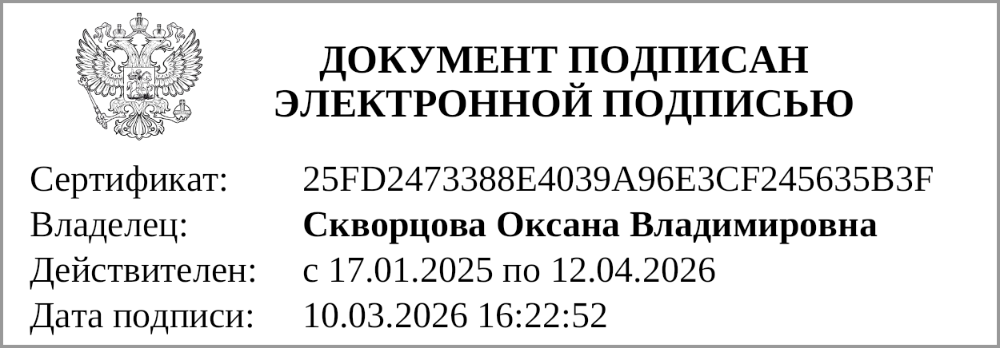 ДОКУМЕНТ ПОДПИСАН
ЭЛЕКТРОННОЙ ПОДПИСЬЮ
Сертификат: 25FD2473388E4039A96E3CF245635B3F
Владелец: Скворцова Оксана Владимировна
Действителен: с 17.01.2025 по 12.04.2026
Дата подписи: 10.03.2026 16:22:52